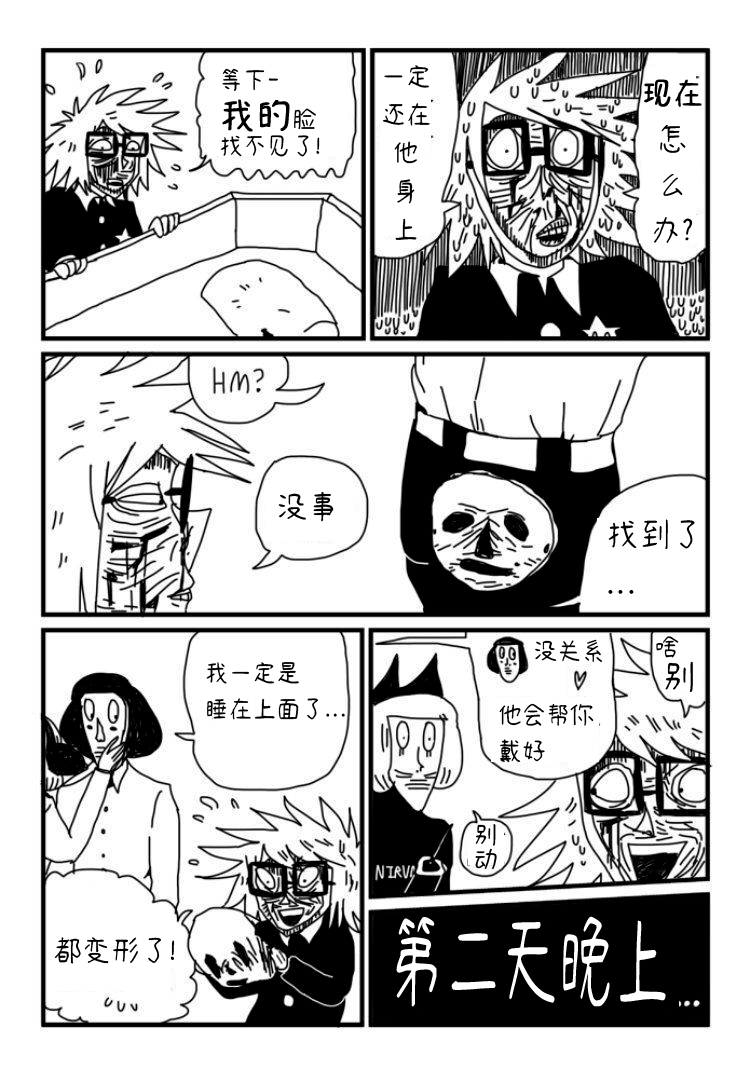 等下-
我的脸
找不见了!
一定
还在
他
身
上
现在
怎
么
办?
HM?
没事
找到了
...
我一定是
睡在上面了...
都变形了!
没关系
他会帮你
戴好
啥
别
别
动
NIRVA
第二天晚上...